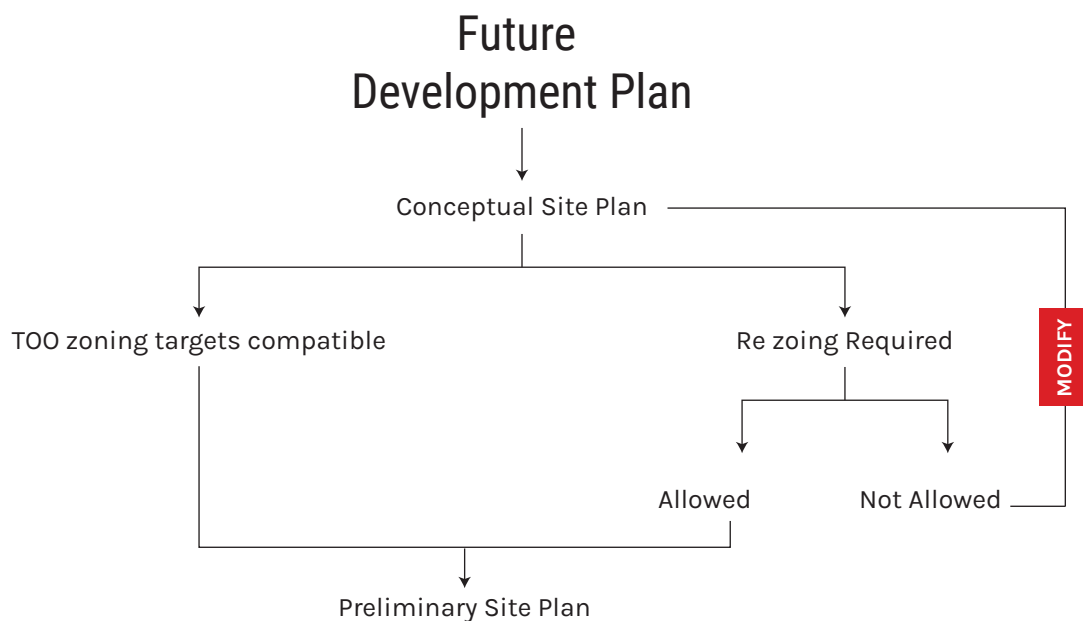 Future
Development Plan
Conceptual Site Plan
TOO zoning targets compatible
Re zoing Required
MODIFY
Allowed
Not Allowed
Preliminary Site Plan